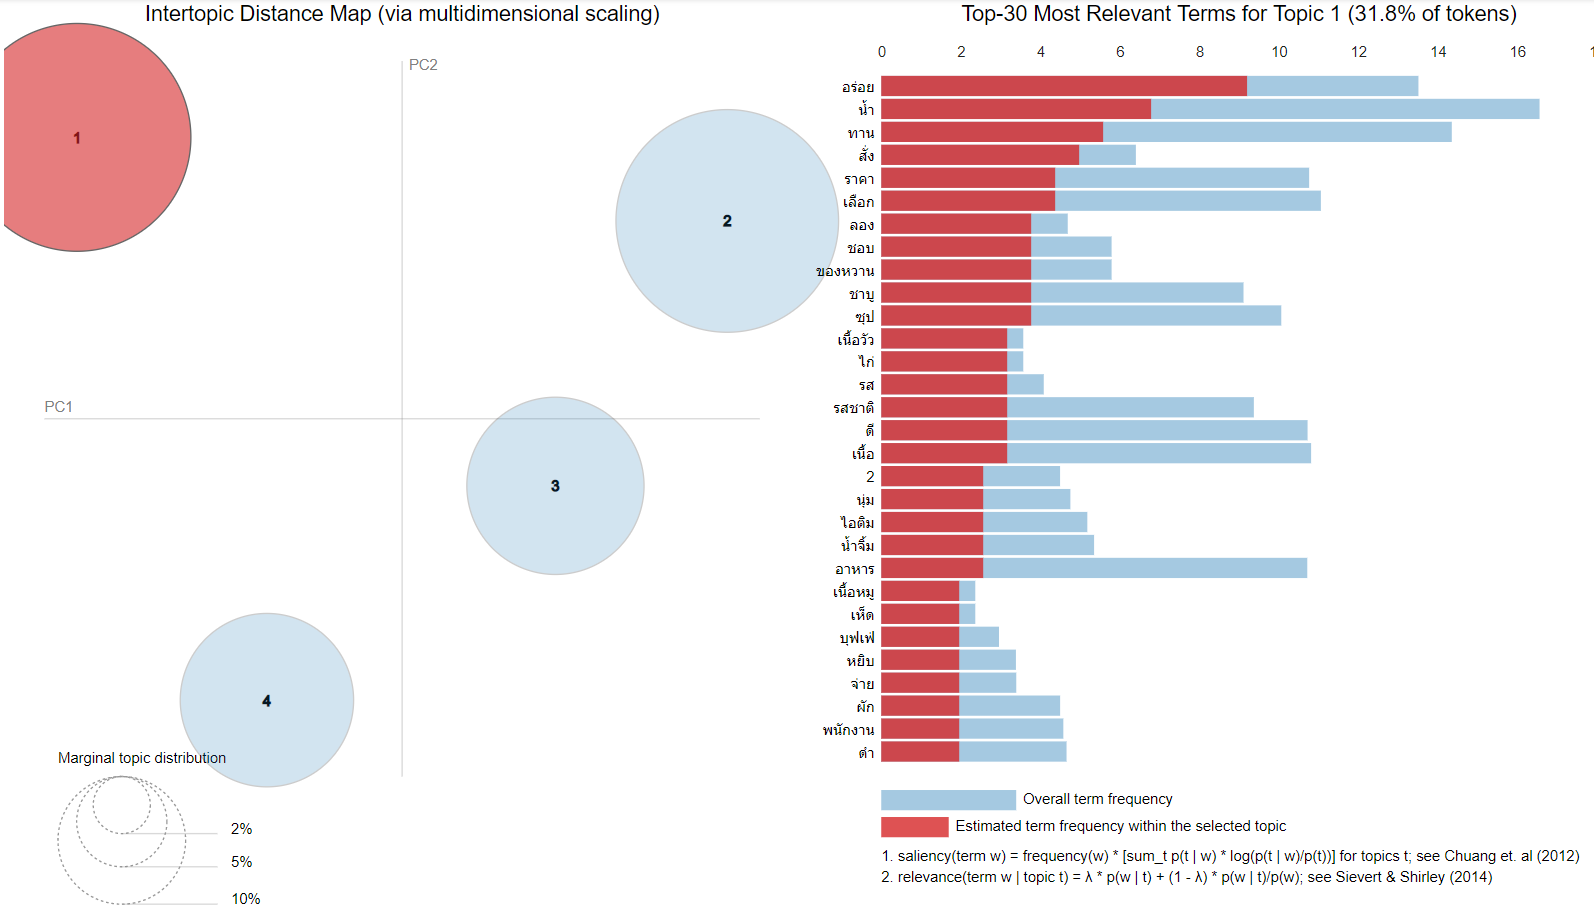 Intertopic Distance Map (via multidimensional scaling)
PC2
1
2
PC1
3
4
Marginal topic distribution
2%
5%
10%
Top-30 Most Relevant Terms for Topic 1 (31.8% of tokens)
0 2 4 6 8 10 12 14 16
อร่อย
น้ำ
ทาน
สั่ง
ราคา
เลือก
ลอง
ชอบ
ของหวาน
ชาบู
ซุป
เนื้อวัว
ไก่
รส
รสชาติ
ดี
เนื้อ
2
นุ่ม
ไอติม
น้ำจิ้ม
อาหาร
เนื้อหมู
เห็ด
บุฟเฟ่
หยิบ
จ่าย
ผัก
พนักงาน
ดำ
Overall term frequency
Estimated term frequency within the selected topic
1. saliency(term w) = frequency(w) * [sum_t p(t | w) * log(p(t | w)/p(t))] for topics t; see Chuang et. al (2012)
2. relevance(term w | topic t) = λ * p(w | t) + (1 - λ) * p(w | t)/p(w); see Sievert & Shirley (2014)